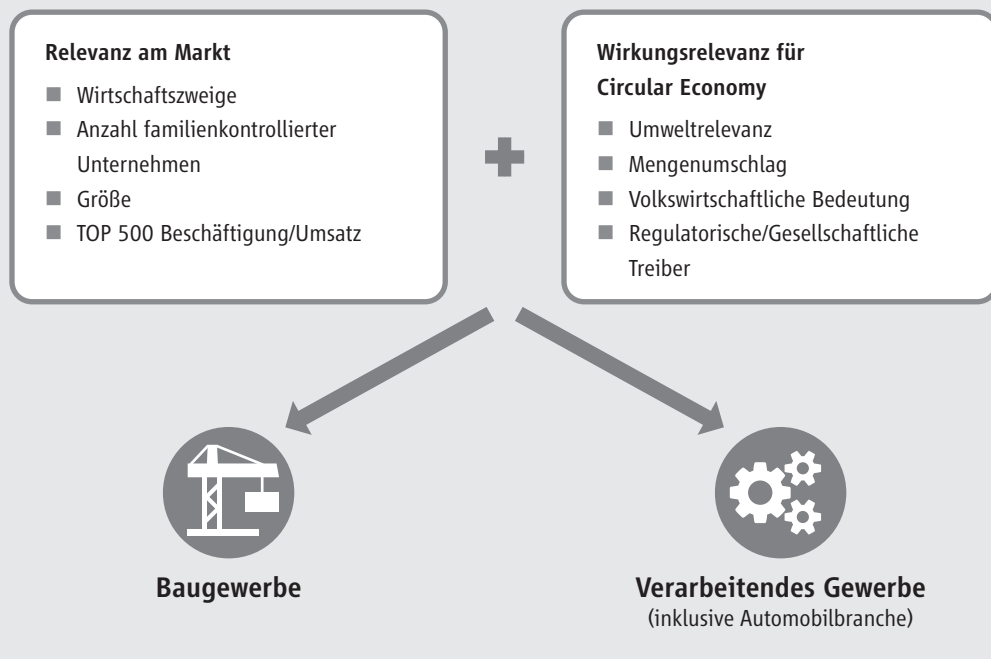 Relevanz am Markt
■ Wirtschaftszweige
■ Anzahl familienkontrollierter
Unternehmen
■ Größe
■ TOP 500 Beschäftigung/Umsatz
Wirkungsrelevanz für
Circular Economy
■ Umweltrelevanz
■ Mengenumschlag
■ Volkswirtschaftliche Bedeutung
■ Regulatorische/Gesellschaftliche
Treiber
Baugewerbe
Verarbeitendes Gewerbe
(inklusive Automobilbranche)